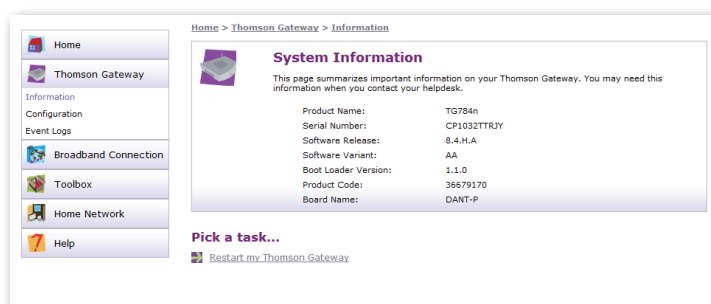 Home > Thomson Gateway > Information
Home
Thomson Gateway
Information
Configuration
Event Logs
Broadband Connection
Toolbox
Home Network
Help
System Information
This page summarizes important information on your Thomson Gateway. You may need this
information when you contact your helpdesk.
Product Name: TG784n
Serial Number: CP1032TTRJY
Software Release: 8.4.H.A
Software Variant: AA
Boot Loader Version: 1.1.0
Product Code: 36679170
Board Name: DANT-P
Pick a task...
Restart my Thomson Gateway